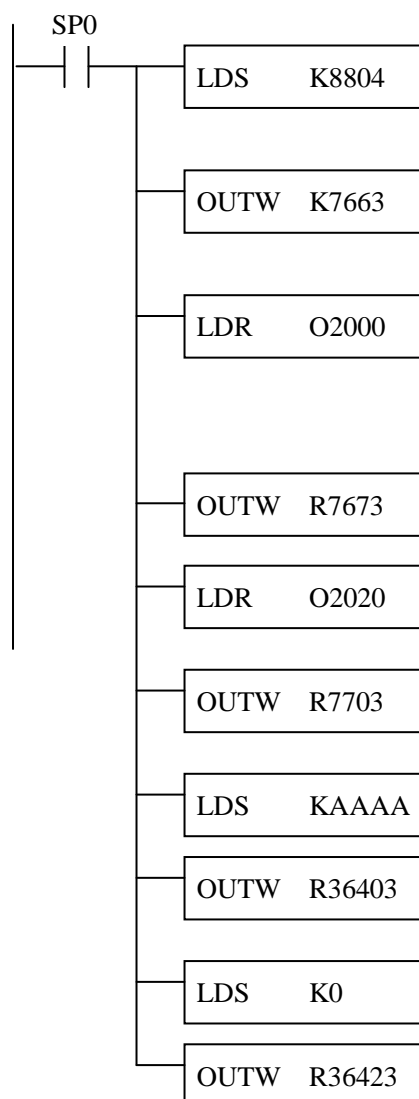 SP0
LDS K8804
OUTW K7663
LDR O2000
OUTW R7673
LDR O2020
OUTW R7703
LDS KAAAA
OUTW R36403
LDS K0
OUTW R36423